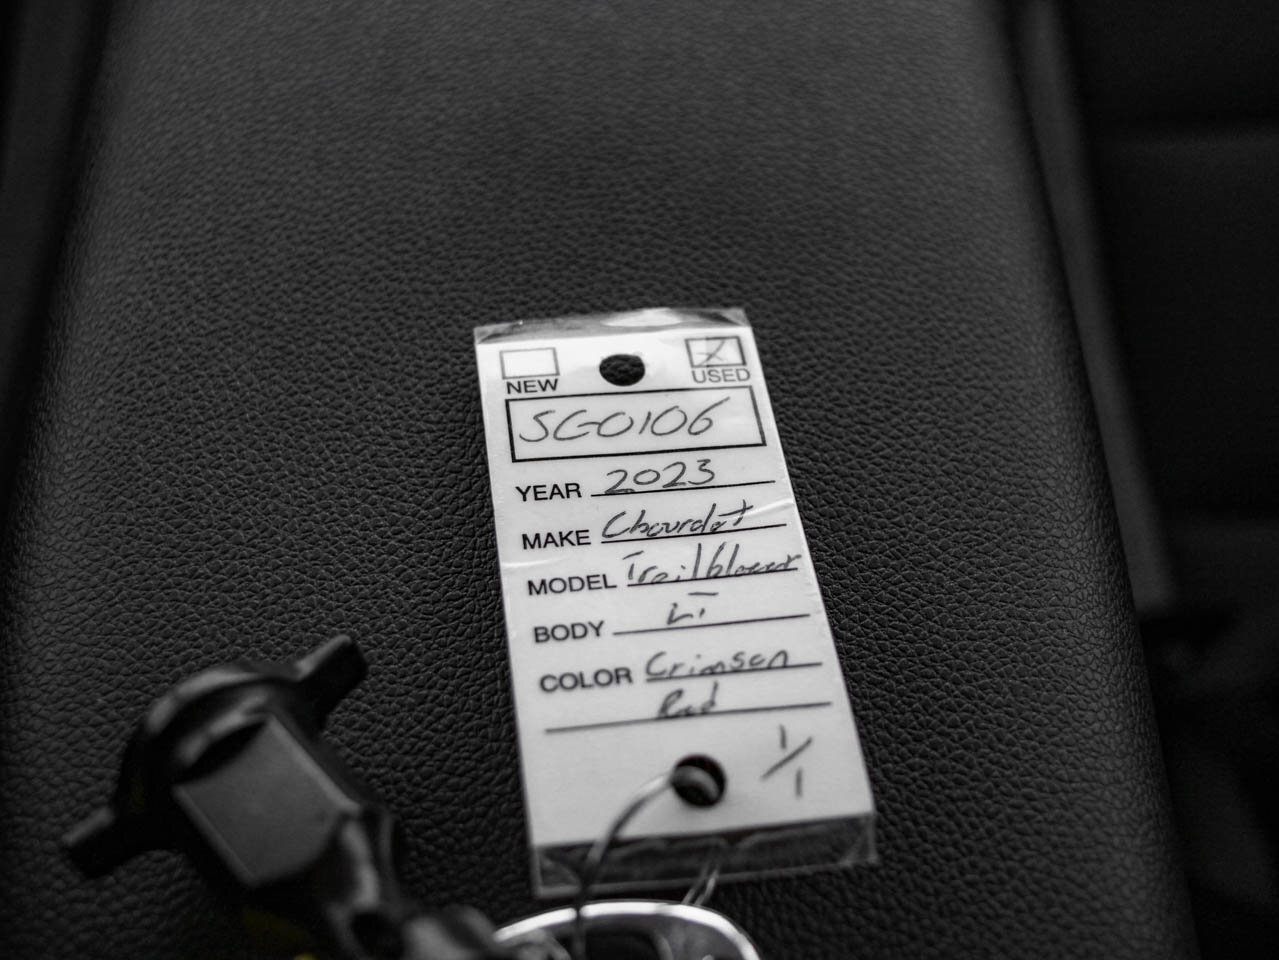 NEW USED
SG0106
YEAR 2023
MAKE Chevrolet
MODEL Trailblazer
BODY LT
COLOR Crimson
Red
1/1